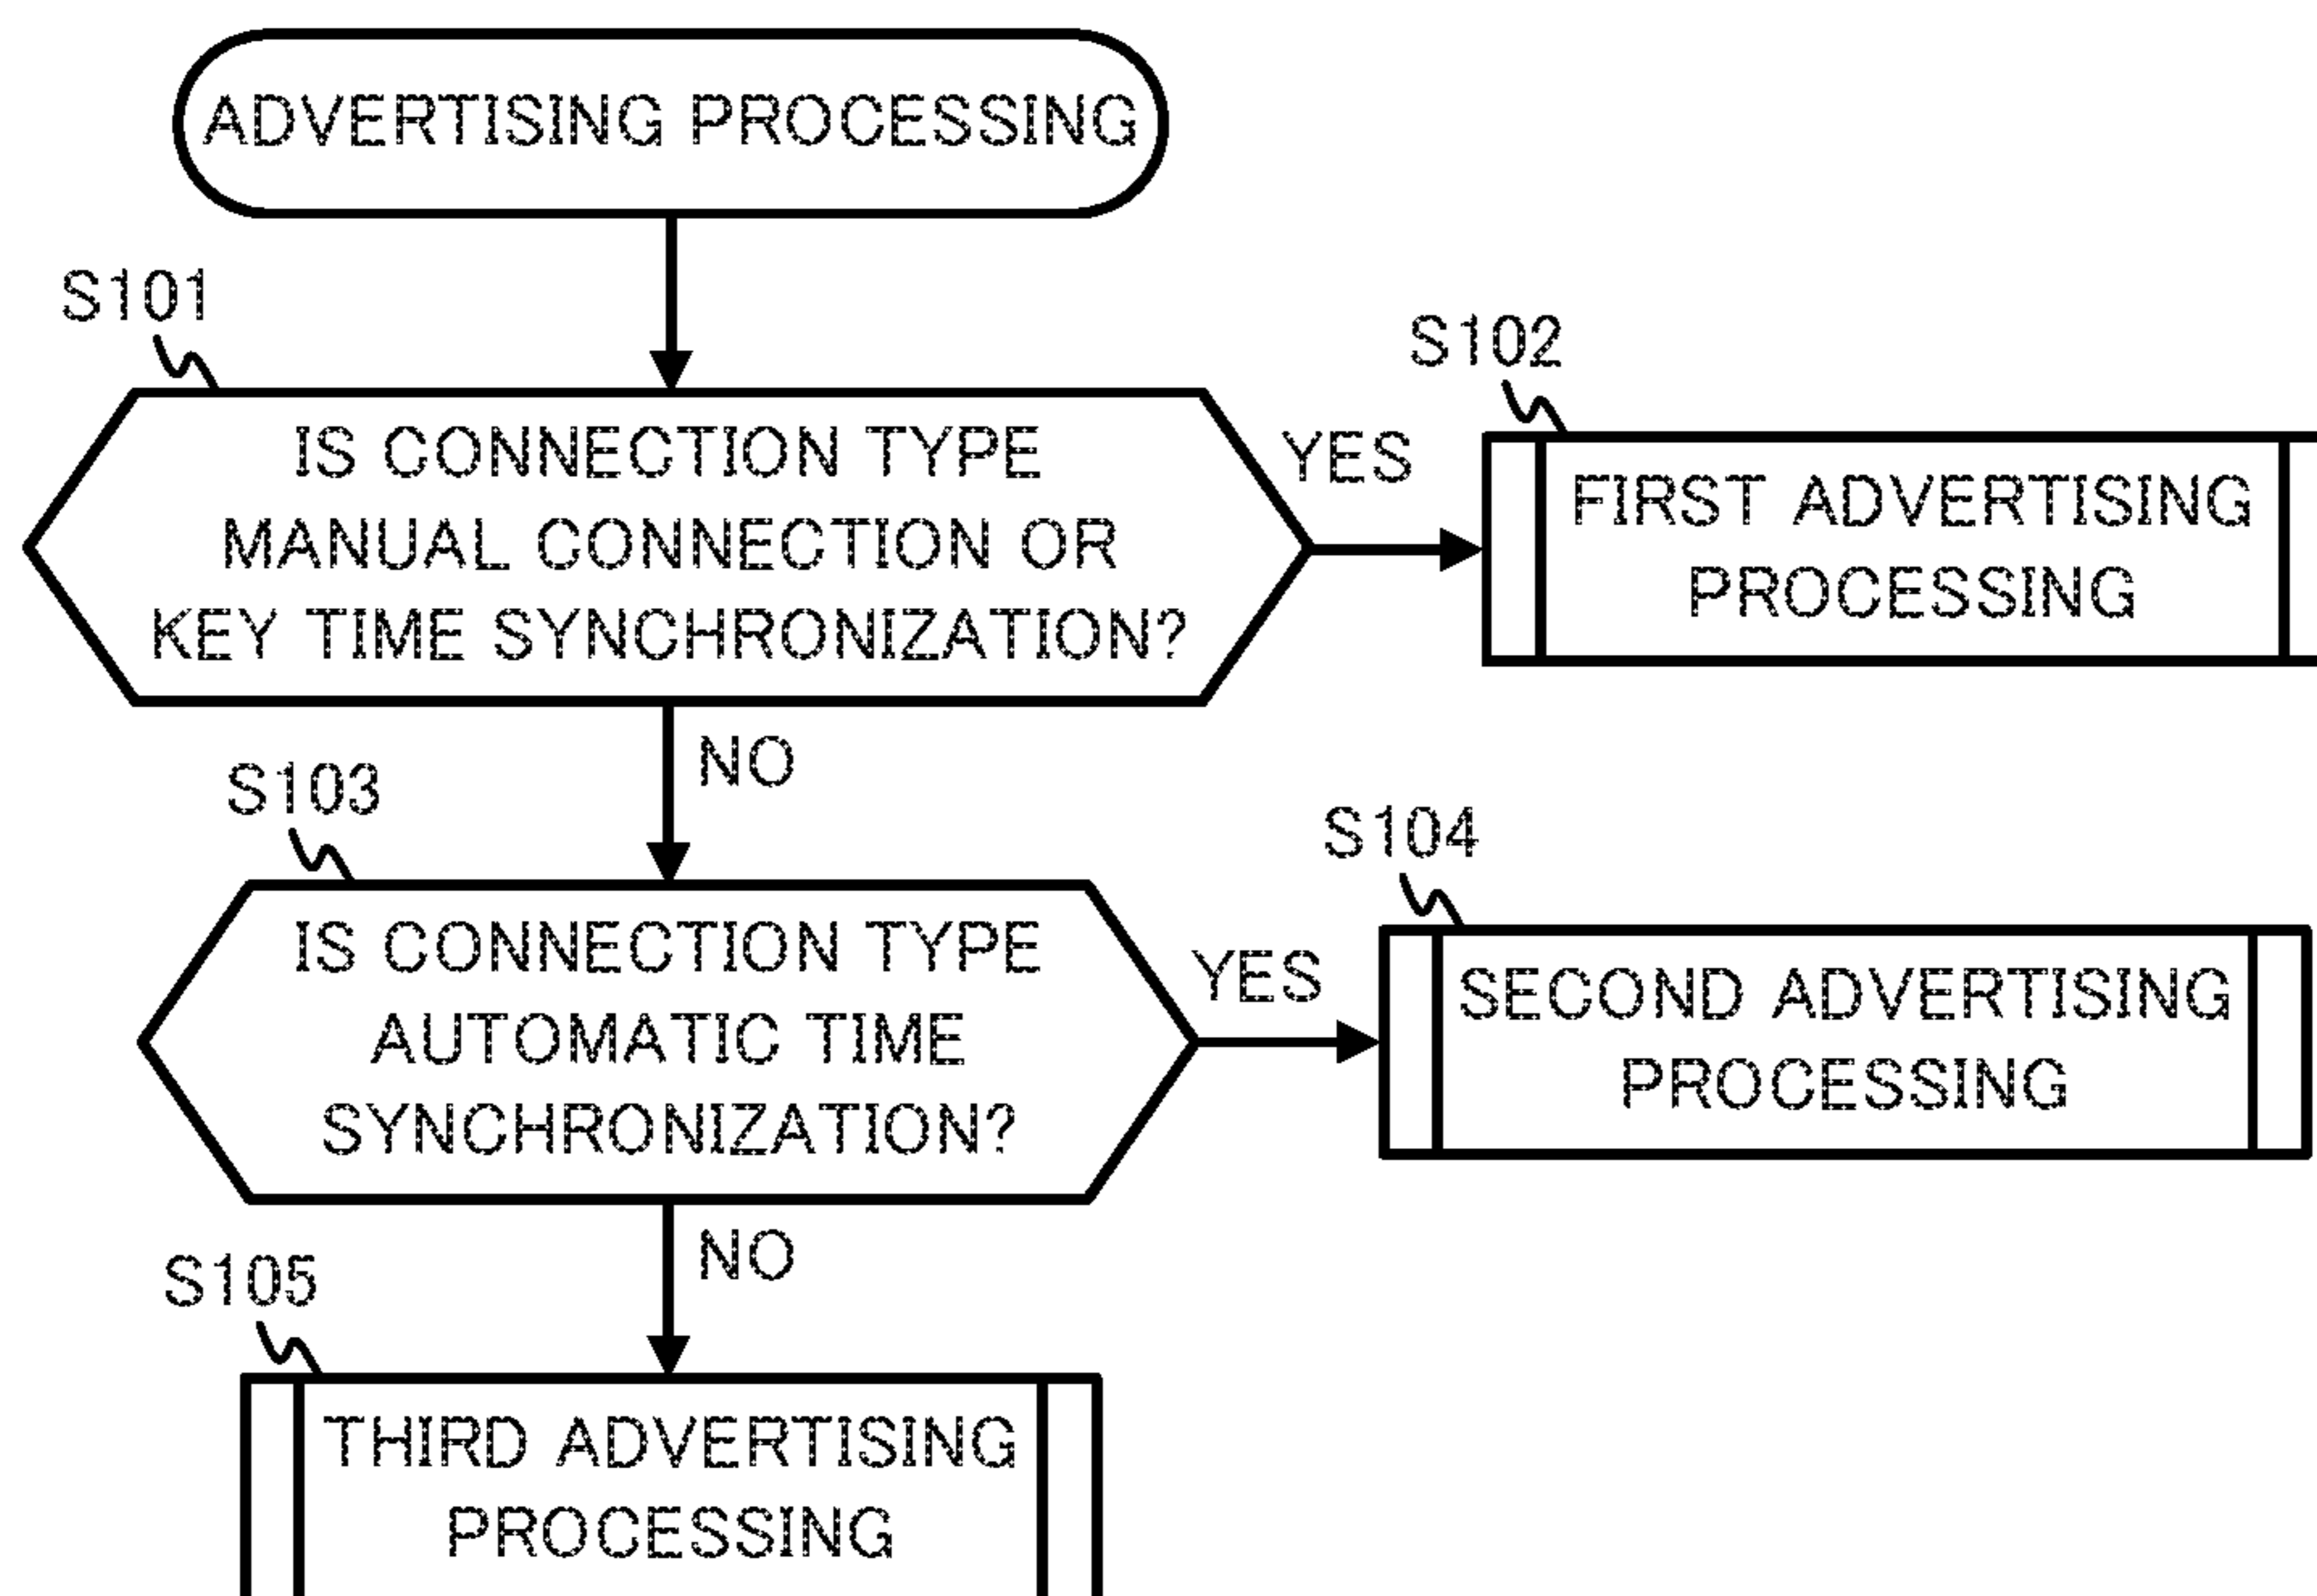 ADVERTISING PROCESSING
S101
IS CONNECTION TYPE
MANUAL CONNECTION OR
KEY TIME SYNCHRONIZATION?
YES
S102
FIRST ADVERTISING
PROCESSING
NO
S103
IS CONNECTION TYPE
AUTOMATIC TIME
SYNCHRONIZATION?
YES
S104
SECOND ADVERTISING
PROCESSING
NO
S105
THIRD ADVERTISING
PROCESSING